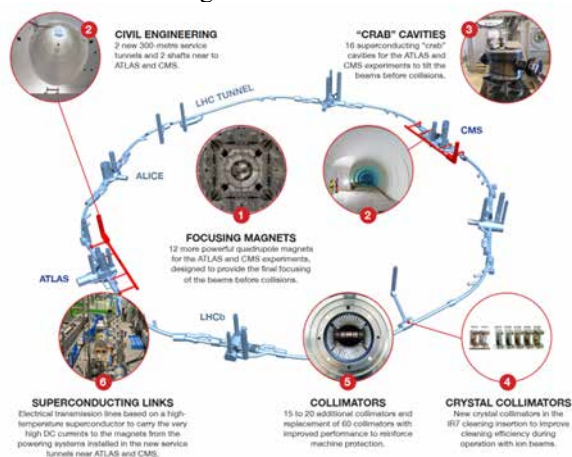 2
CIVIL ENGINEERING
2 new 300-metre service
tunnels and 2 shafts near to
ATLAS and CMS.
"CRAB" CAVITIES
16 superconducting "crab"
cavities for the ATLAS and
CMS experiments to tilt the
beams before collisions.
3
LHC TUNNEL
CMS
ALICE
1
2
FOCUSING MAGNETS
12 more powerful quadrupole magnets
for the ATLAS and CMS experiments,
designed to provide the final focusing
of the beams before collisions.
ATLAS
LHCb
6
SUPERCONDUCTING LINKS
Electrical transmission lines based on a high-
temperature superconductor to carry the very
high DC currents to the magnets from the
powering systems installed in the new service
tunnels near ATLAS and CMS.
5
COLLIMATORS
15 to 20 additional collimators and
replacement of 60 collimators with
improved performance to reinforce
machine protection.
4
CRYSTAL COLLIMATORS
New crystal collimators in the
IR7 cleaning insertion to improve
cleaning efficiency during
operation with ion beams.